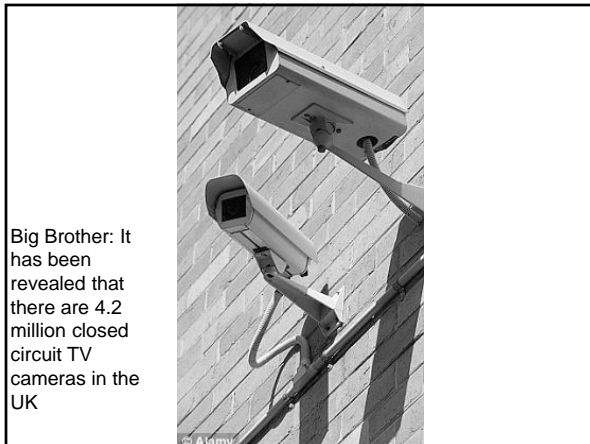 Big Brother: It
has been
revealed that
there are 4.2
million closed
circuit TV
cameras in the
UK
© Alamy